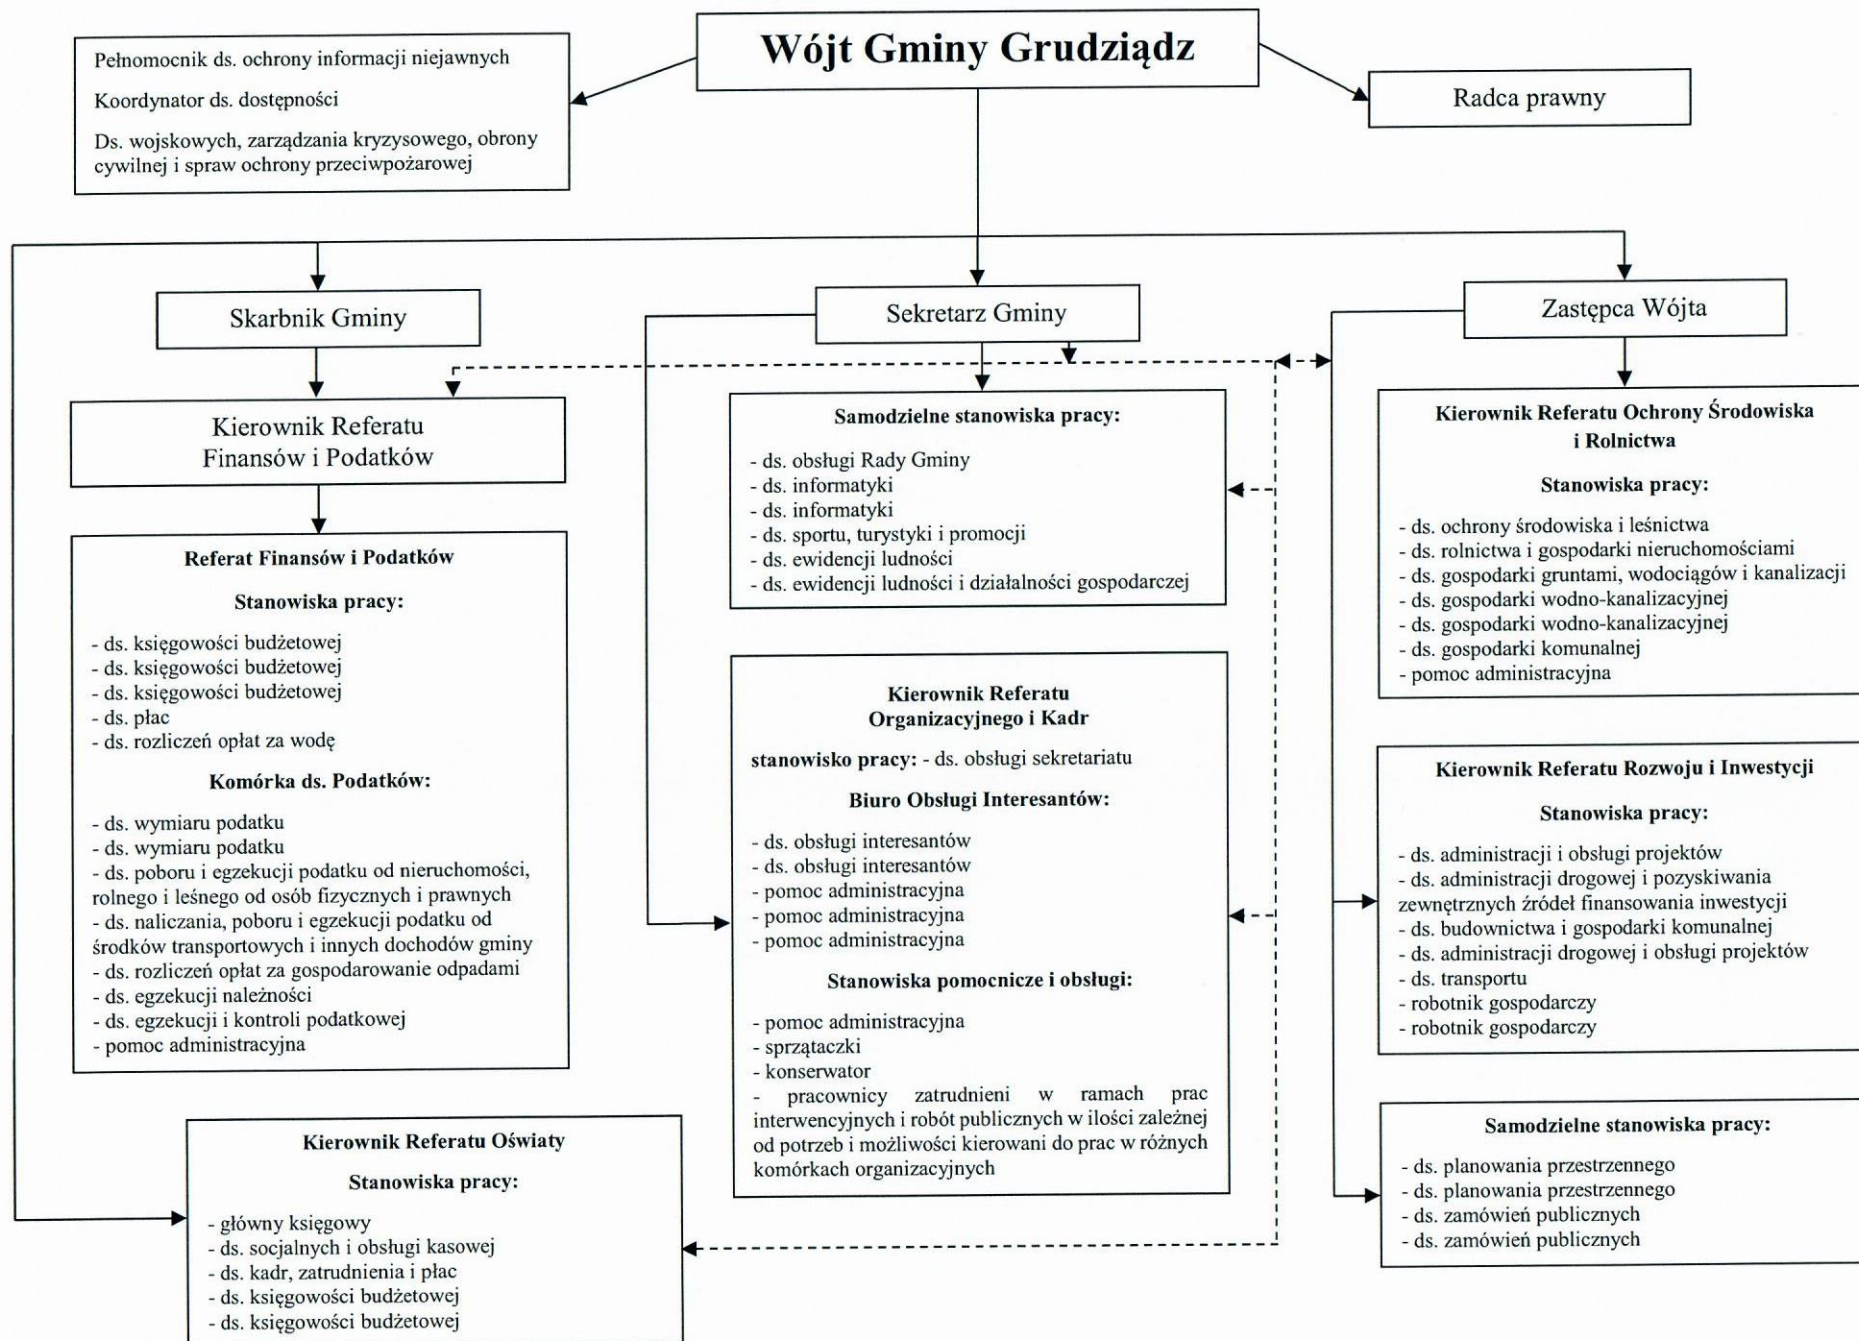 Wójt Gminy Grudziądz
Pełnomocnik ds. ochrony informacji niejawnych
Koordynator ds. dostępności
Ds. wojskowych, zarządzania kryzysowego, obrony
cywilnej i spraw ochrony przeciwpożarowej
Radca prawny
Skarbnik Gminy
Sekretarz Gminy
Zastępca Wójta
Kierownik Referatu
Finansów i Podatków
Referat Finansów i Podatków
Stanowiska pracy:
- ds. księgowości budżetowej
- ds. księgowości budżetowej
- ds. księgowości budżetowej
- ds. płac
- ds. rozliczeń opłat za wodę
Komórka ds. Podatków:
- ds. wymiaru podatku
- ds. wymiaru podatku
- ds. poboru i egzekucji podatku od nieruchomości,
rolnego i leśnego od osób fizycznych i prawnych
- ds. naliczania, poboru i egzekucji podatku od
środków transportowych i innych dochodów gminy
- ds. rozliczeń opłat za gospodarowanie odpadami
- ds. egzekucji należności
- ds. egzekucji i kontroli podatkowej
- pomoc administracyjna
Kierownik Referatu Oświaty
Stanowiska pracy:
- główny księgowy
- ds. socjalnych i obsługi kasowej
- ds. kadr, zatrudnienia i płac
- ds. księgowości budżetowej
- ds. księgowości budżetowej
Samodzielne stanowiska pracy:
- ds. obsługi Rady Gminy
- ds. informatyki
- ds. informatyki
- ds. sportu, turystyki i promocji
- ds. ewidencji ludności
- ds. ewidencji ludności i działalności gospodarczej
Kierownik Referatu
Organizacyjnego i Kadr
stanowisko pracy: - ds. obsługi sekretariatu
Biuro Obsługi Interesantów:
- ds. obsługi interesantów
- ds. obsługi interesantów
- pomoc administracyjna
- pomoc administracyjna
- pomoc administracyjna
Stanowiska pomocnicze i obsługi:
- pomoc administracyjna
- sprzątaczki
- konserwator
- pracownicy zatrudnieni w ramach prac
interwencyjnych i robót publicznych w ilości zależnej
od potrzeb i możliwości kierowani do prac w różnych
komórkach organizacyjnych
Kierownik Referatu Ochrony Środowiska
i Rolnictwa
Stanowiska pracy:
- ds. ochrony środowiska i leśnictwa
- ds. rolnictwa i gospodarki nieruchomościami
- ds. gospodarki gruntami, wodociągów i kanalizacji
- ds. gospodarki wodno-kanalizacyjnej
- ds. gospodarki wodno-kanalizacyjnej
- ds. gospodarki komunalnej
- pomoc administracyjna
Kierownik Referatu Rozwoju i Inwestycji
Stanowiska pracy:
- ds. administracji i obsługi projektów
- ds. administracji drogowej i pozyskiwania
zewnętrznych źródeł finansowania inwestycji
- ds. budownictwa i gospodarki komunalnej
- ds. administracji drogowej i obsługi projektów
- ds. transportu
- robotnik gospodarczy
- robotnik gospodarczy
Samodzielne stanowiska pracy:
- ds. planowania przestrzennego
- ds. planowania przestrzennego
- ds. zamówień publicznych
- ds. zamówień publicznych